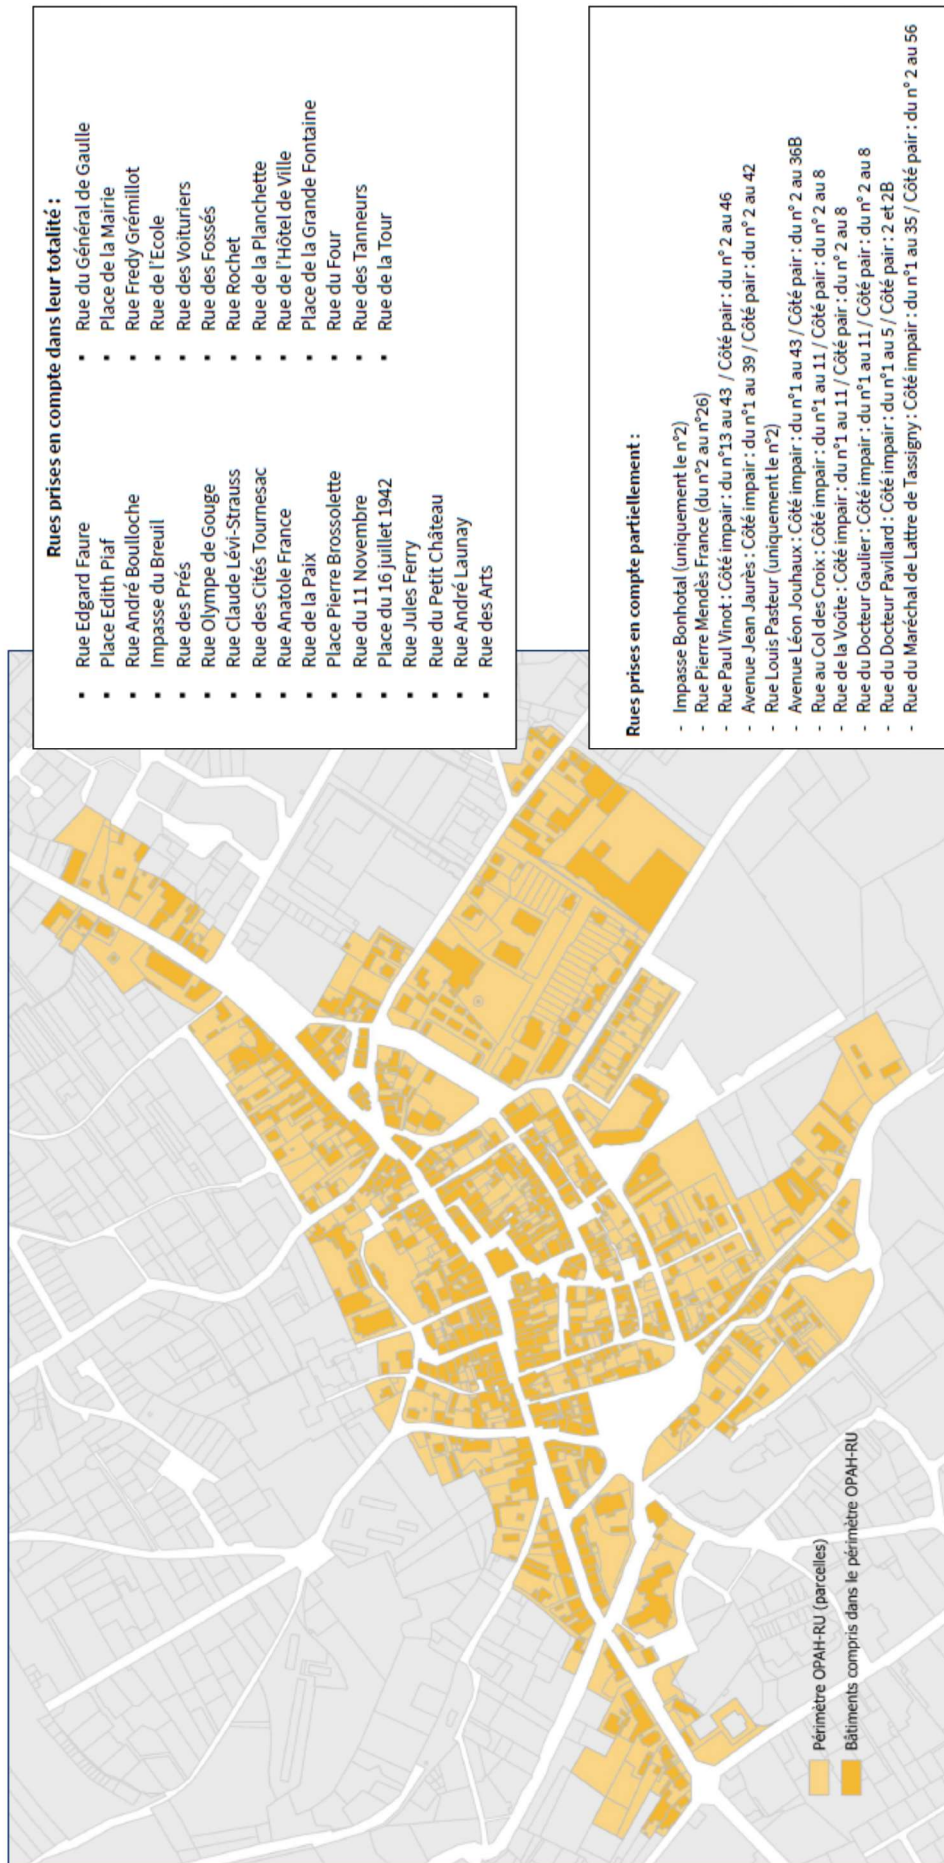 Rues prises en compte dans leur totalité :
Rue Edgard Faure
Place Edith Piaf
Rue André Boulloche
Impasse du Breuil
Rue des Prés
Rue Olympe de Gouge
Rue Claude Lévi-Strauss
Rue des Cités Tournesac
Rue Anatole France
Rue de la Paix
Place Pierre Brossolette
Rue du 11 Novembre
Place du 16 juillet 1942
Rue Jules Ferry
Rue du Petit Château
Rue André Launay
Rue des Arts
Rue du Général de Gaulle
Place de la Mairie
Rue Fredy Grémillot
Rue de l'Ecole
Rue des Voituriers
Rue des Fossés
Rue Rochet
Rue de la Planchette
Rue de l'Hôtel de Ville
Place de la Grande Fontaine
Rue du Four
Rue des Tanneurs
Rue de la Tour
Rues prises en compte partiellement :
- Impasse Bonhotal (uniquement le n°2)
- Rue Pierre Mendès France (du n°2 au n°26)
- Rue Paul Vinot : Côté impair : du n°13 au 43 / Côté pair : du n° 2 au 46
- Avenue Jean Jaurès : Côté impair : du n°1 au 39 / Côté pair : du n° 2 au 42
- Rue Louis Pasteur (uniquement le n°2)
- Avenue Léon Jouhaux : Côté impair : du n°1 au 43 / Côté pair : du n° 2 au 36B
- Rue au Col des Croix : Côté impair : du n°1 au 11 / Côté pair : du n° 2 au 8
- Rue de la Voûte : Côté impair : du n°1 au 11 / Côté pair : du n° 2 au 8
- Rue du Docteur Gaulier : Côté impair : du n°1 au 11 / Côté pair : du n° 2 au 8
- Rue du Docteur Pavillard : Côté impair : du n°1 au 5 / Côté pair : 2 et 2B
- Rue du Maréchal de Lattre de Tassigny : Côté impair : du n°1 au 35 / Côté pair : du n° 2 au 56
Périmètre OPAH-RU (parcelles)
Bâtiments compris dans le périmètre OPAH-RU